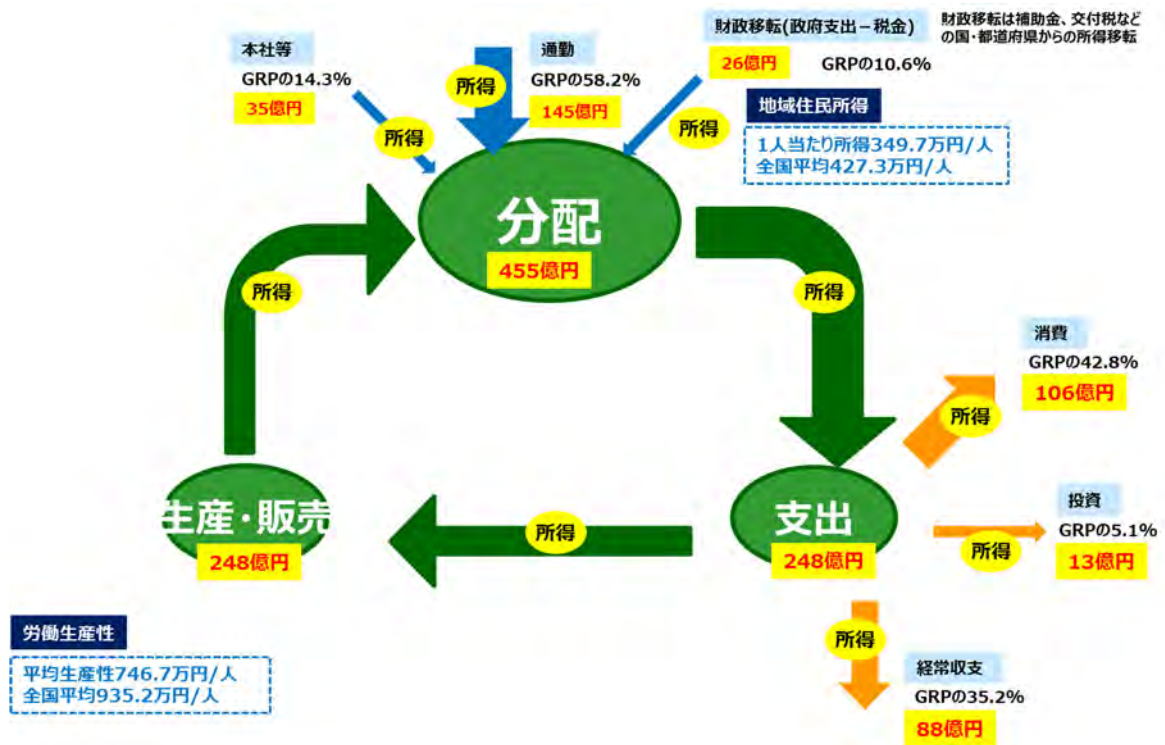 財政移転(政府支出－税金)
財政移転は補助金、交付税など
の国・都道府県からの所得移転
本社等
GRPの14.3%
35億円
所得
通勤
所得
GRPの58.2%
145億円
26億円
GRPの10.6%
所得
地域住民所得
1人当たり所得349.7万円/人
全国平均427.3万円/人
分配
455億円
所得
所得
消費
GRPの42.8%
106億円
所得
生産・販売
248億円
所得
支出
248億円
投資
GRPの5.1%
13億円
所得
労働生産性
平均生産性746.7万円/人
全国平均935.2万円/人
所得
経常収支
GRPの35.2%
88億円